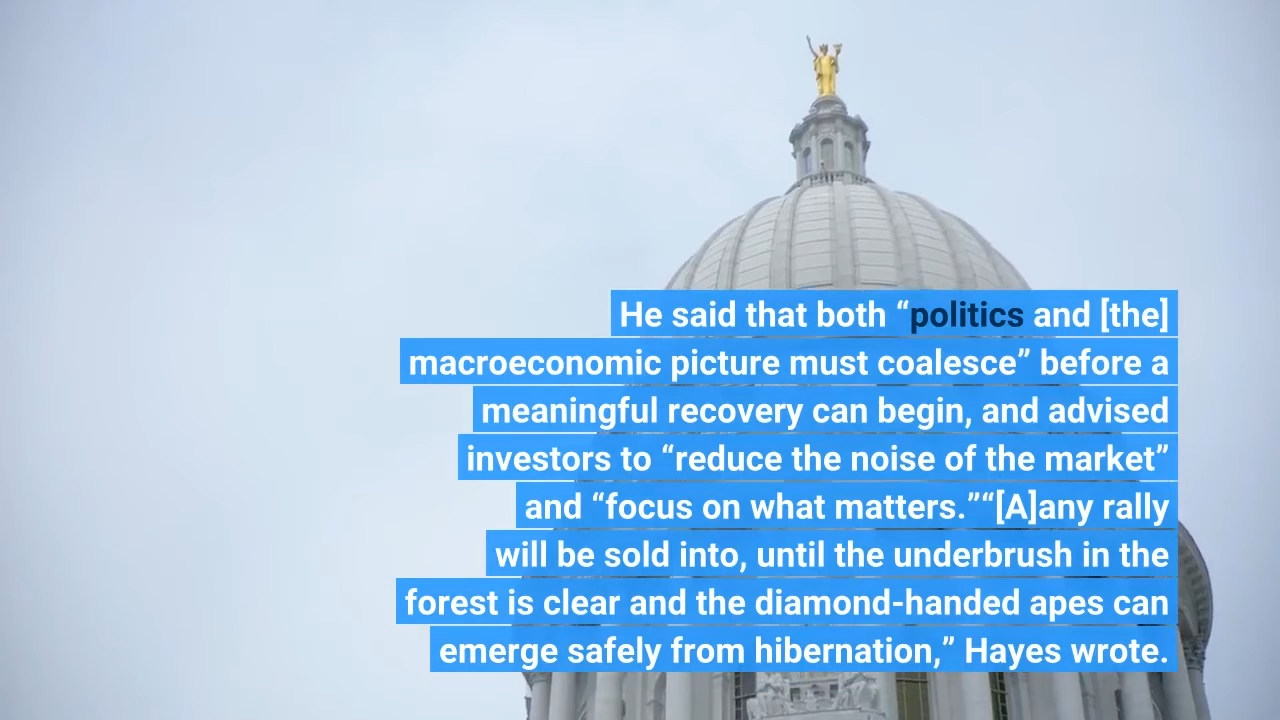 He said that both “politics and [the]
macroeconomic picture must coalesce” before a
meaningful recovery can begin, and advised
investors to “reduce the noise of the market”
and “focus on what matters.”“[A]any rally
will be sold into, until the underbrush in the
forest is clear and the diamond-handed apes can
emerge safely from hibernation,” Hayes wrote.